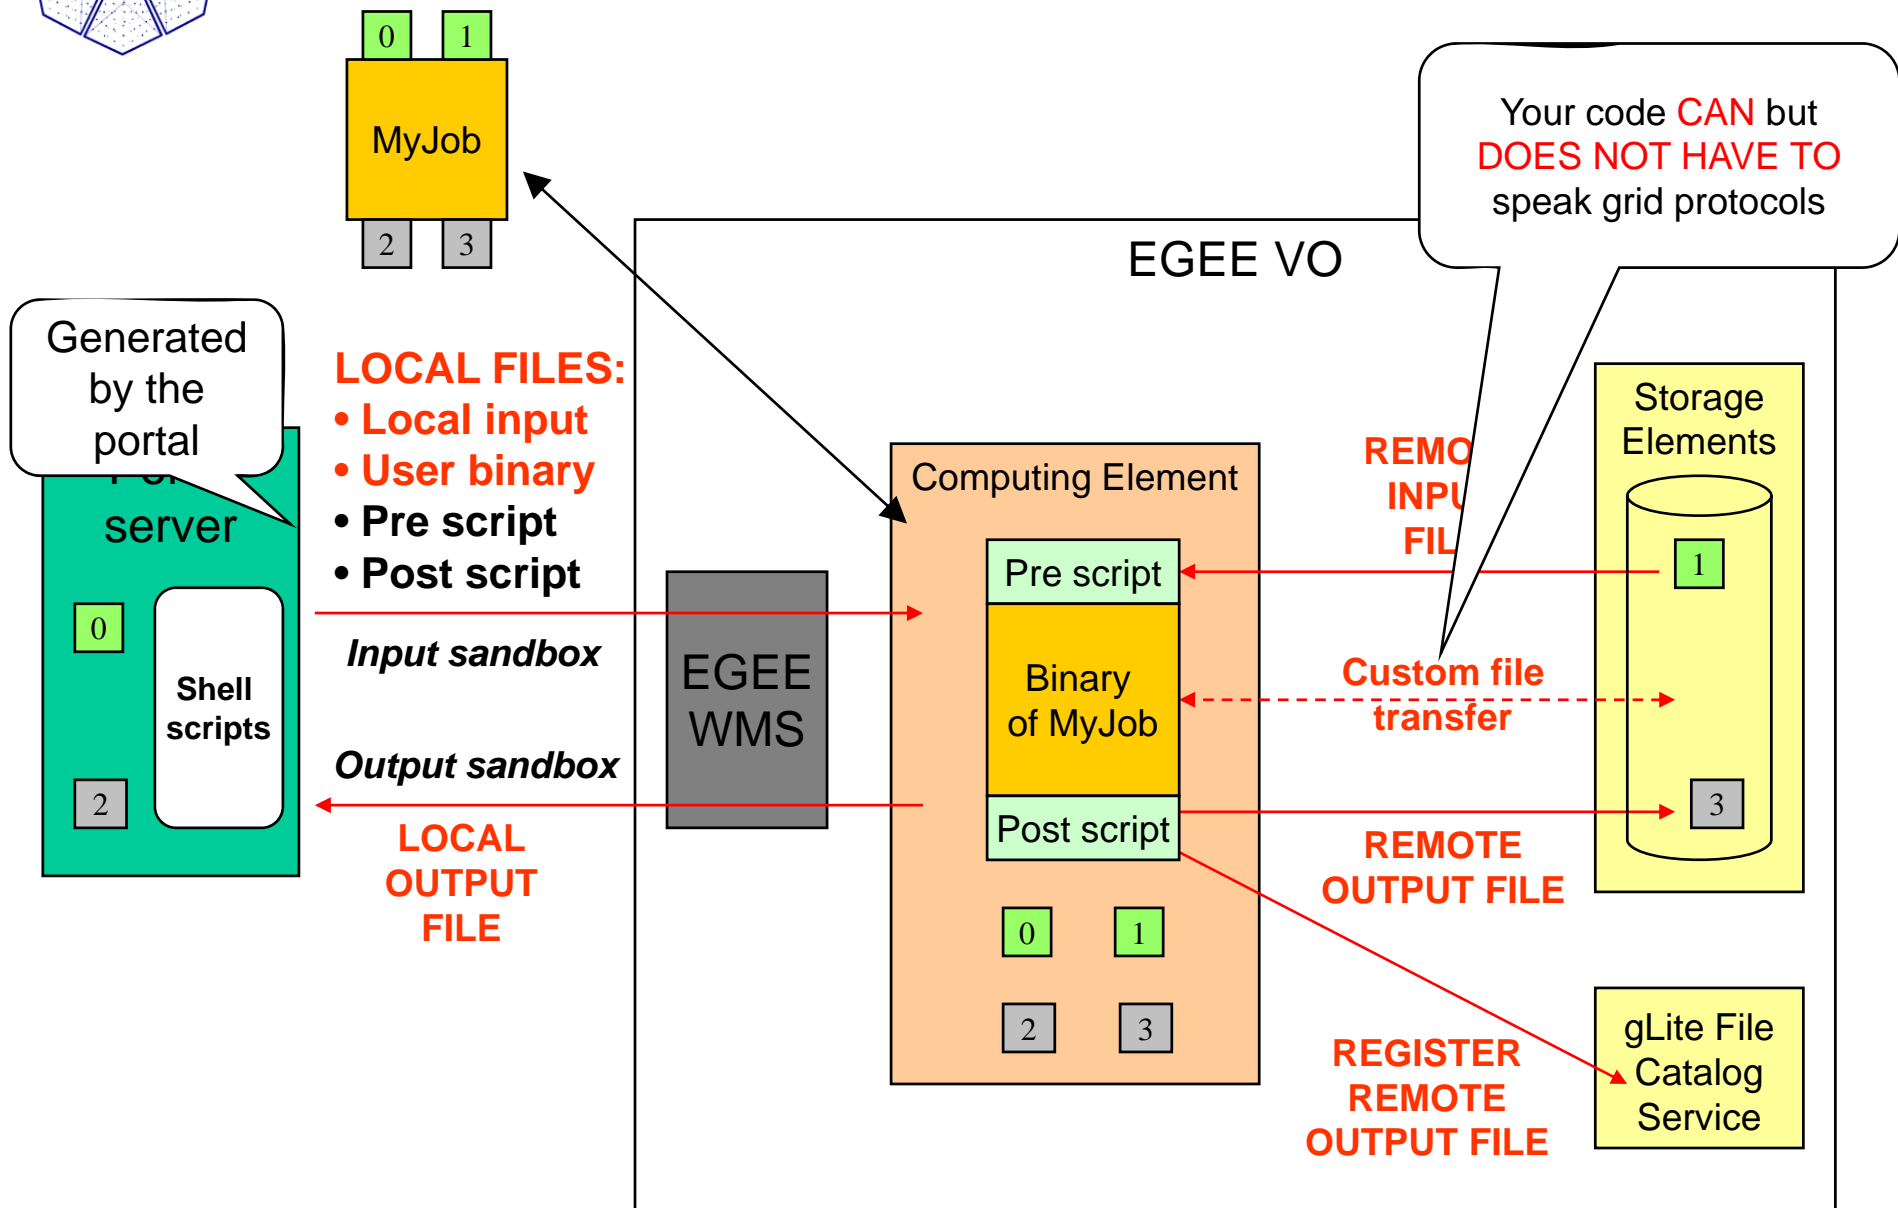 0 1
MyJob
2 3
Your code CAN but
DOES NOT HAVE TO
speak grid protocols
EGEE VO
Generated
by the
portal
server
0
Shell
scripts
2
LOCAL FILES:
• Local input
• User binary
• Pre script
• Post script
Input sandbox
Output sandbox
LOCAL
OUTPUT
FILE
EGEE
WMS
Computing Element
Pre script
Binary
of MyJob
Post script
0 1
2 3
Custom file
transfer
REMOTE
OUTPUT FILE
REGISTER
REMOTE
OUTPUT FILE
Storage
Elements
1
3
gLite File
Catalog
Service